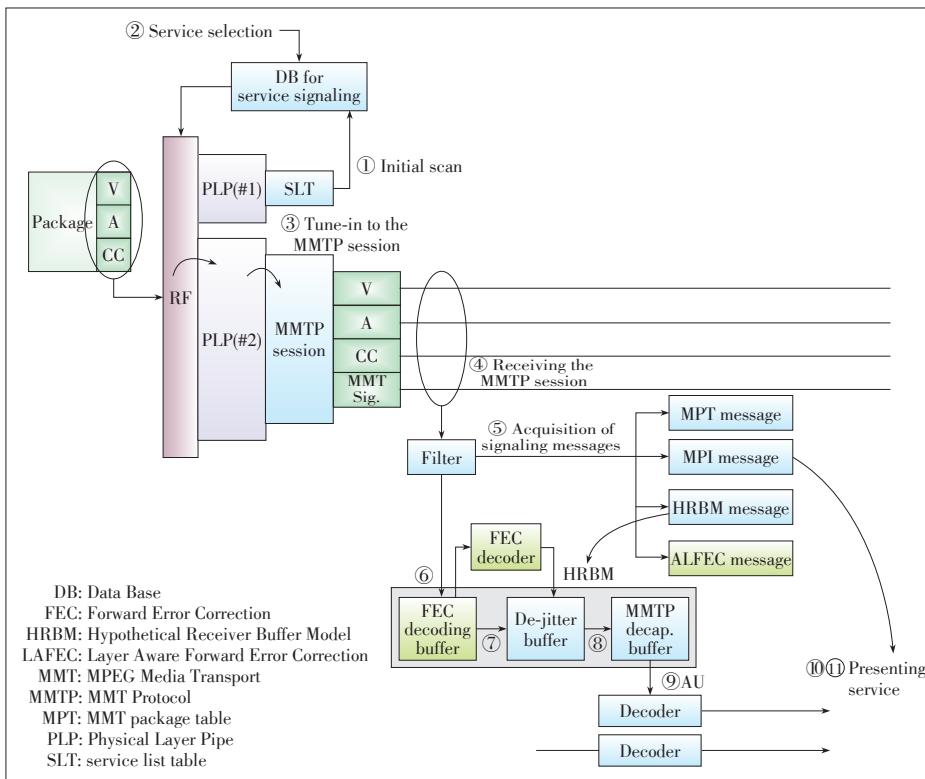 ② Service selection
DB for
service signaling
① Initial scan
PLP(#1)
SLT
Package
V
A
CC
③ Tune-in to the
MMTP session
RF
PLP(#2)
MMTP
session
V
A
CC
MMT
Sig.
④ Receiving the
MMTP session
⑤ Acquisition of
signaling messages
Filter
MPT message
MPI message
HRBM message
ALFEC message
FEC
decoder
HRBM
⑥
FEC
decoding
buffer
⑦
De-jitter
buffer
⑧
MMTP
decap.
buffer
⑨AU
⑩⑪ Presenting
service
Decoder
Decoder
DB: Data Base
FEC: Forward Error Correction
HRBM: Hypothetical Receiver Buffer Model
LAFEC: Layer Aware Forward Error Correction
MMT: MPEG Media Transport
MMTP: MMT Protocol
MPT: MMT package table
PLP: Physical Layer Pipe
SLT: service list table